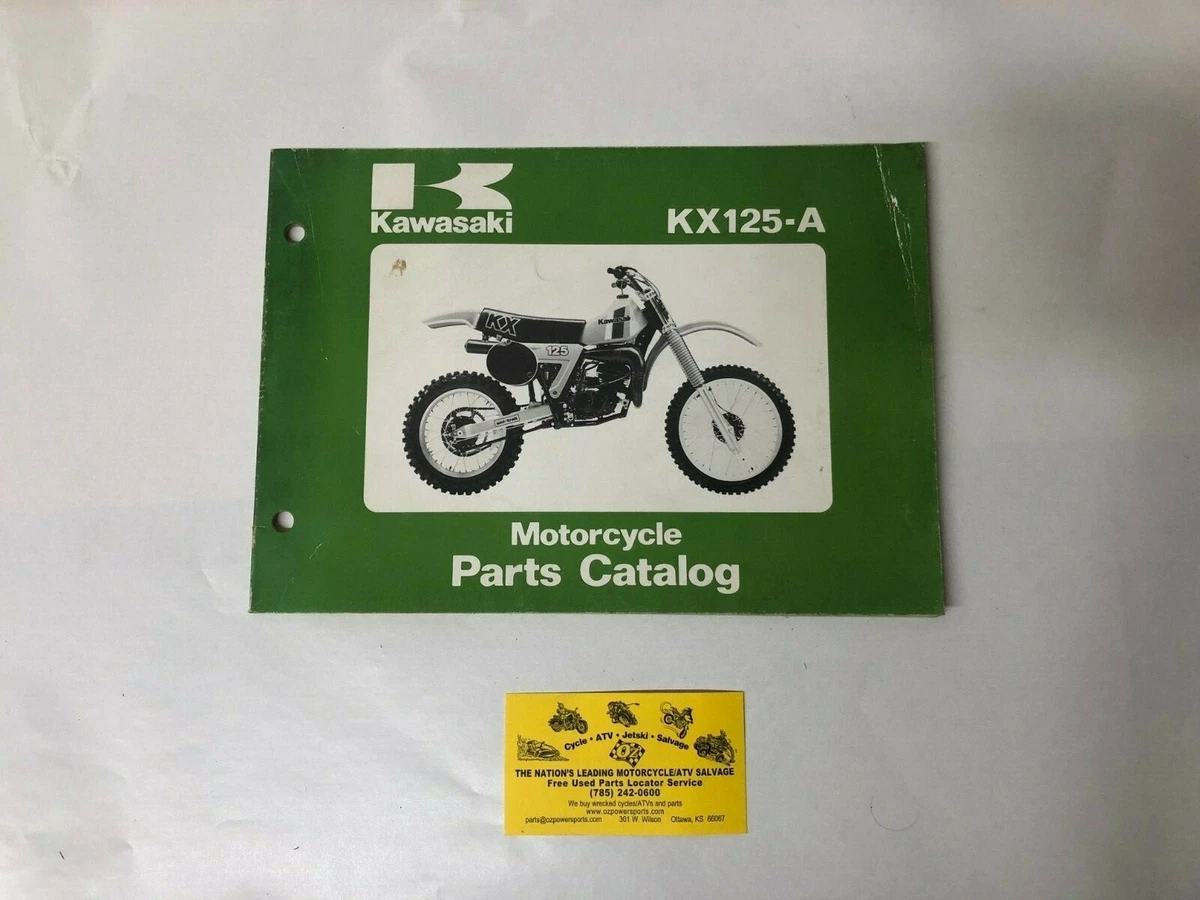 Kawasaki
KX125-A
KX
Kawasaki
125
Motorcycle
Parts Catalog
Cycle • ATV • Jetski • Salvage
OZ
THE NATION'S LEADING MOTORCYCLE/ATV SALVAGE
Free Used Parts Locator Service
(785) 242-0600
We buy wrecked cycles/ATVs and parts
www.ozpowersports.com
parts@ozpowersports.com 301 W. Wilson Ottawa, KS 66067